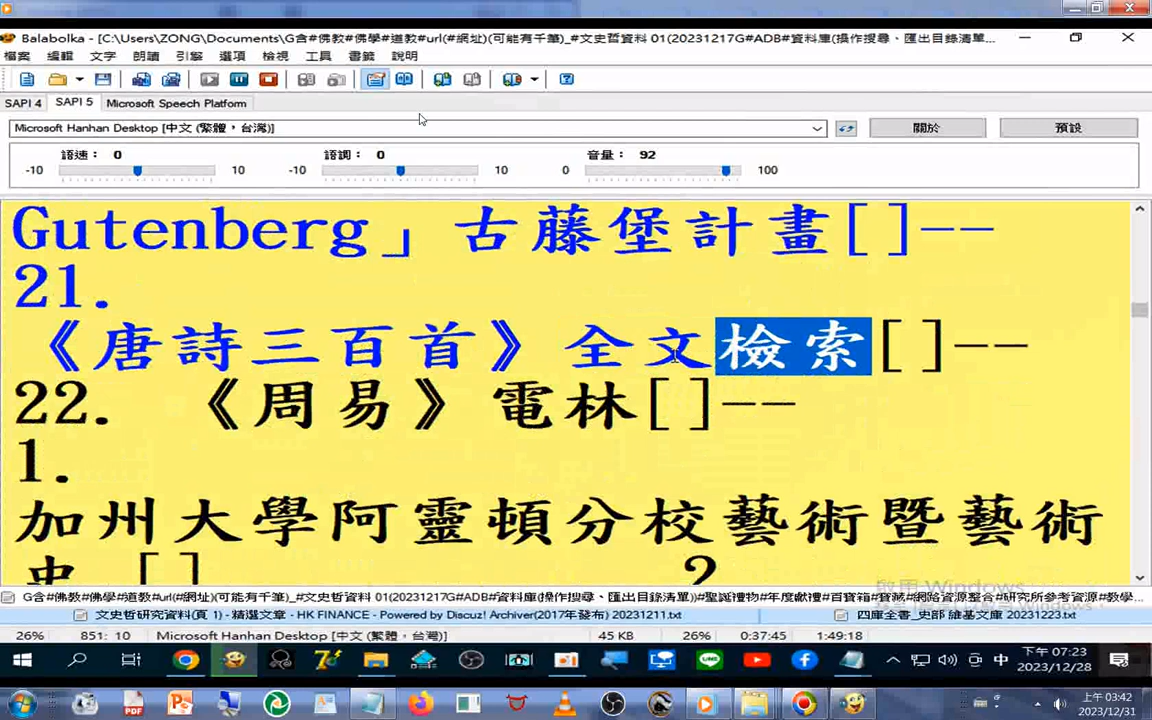 Balabolka - [C:\Users\ZONG\Documents\G含#佛教#佛學#道教#url(#網址)(可能有千筆)_#文史哲資料 01(20231217G#ADB#資料庫(操作搜尋、匯出目錄清單...
檔案 編輯 文字 朗讀 引擎 選項 檢視 工具 書籤 說明
SAPI 4 SAPI 5 Microsoft Speech Platform
Microsoft Hanhan Desktop [中文 (繁體，台灣)] 關於 預設
語速： 0 語調： 0 音量： 92
-10 10 -10 10 0 100
Gutenberg」古藤堡計畫[]--
21.
《唐詩三百首》全文檢索[]--
22. 《周易》電林[]--
1.
加州大學阿靈頓分校藝術暨藝術
史 [] 2
啟用 Windows
G含#佛教#佛學#道教#url(#網址)(可能有千筆)_#文史哲資料 01(20231217G#ADB#資料庫(操作搜尋、匯出目錄清單))#聖誕禮物#年度獻禮#百寶箱#寶藏#網路資源整合#研究所參考資源#教學...
文史哲研究資料(頁 1) - 精選文章 - HK FINANCE - Powered by Discuz! Archiver(2017年發布) 20231211.txt 四庫全書_史部 維基文庫 20231223.txt
26% 851: 10 Microsoft Hanhan Desktop [中文 (繁體，台灣)] 45 KB 26% 0:37:45 1:49:18
中 下午 07:23
2023/12/28
上午 03:42
2023/12/31